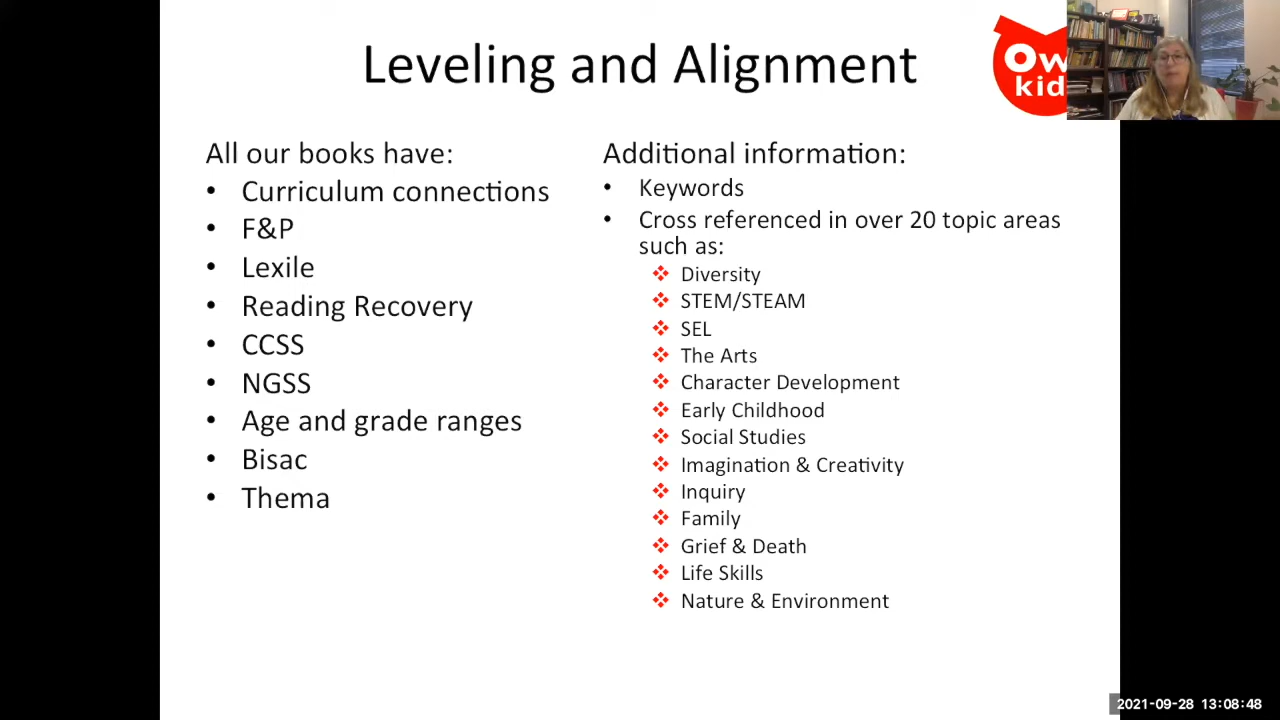 Leveling and Alignment
Ow
kid
All our books have:
• Curriculum connections
• F&P
• Lexile
• Reading Recovery
• CCSS
• NGSS
• Age and grade ranges
• Bisac
• Thema
Additional information:
• Keywords
• Cross referenced in over 20 topic areas
such as:
❖ Diversity
❖ STEM/STEAM
❖ SEL
❖ The Arts
❖ Character Development
❖ Early Childhood
❖ Social Studies
❖ Imagination & Creativity
❖ Inquiry
❖ Family
❖ Grief & Death
❖ Life Skills
❖ Nature & Environment
2021-09-28 13:08:48